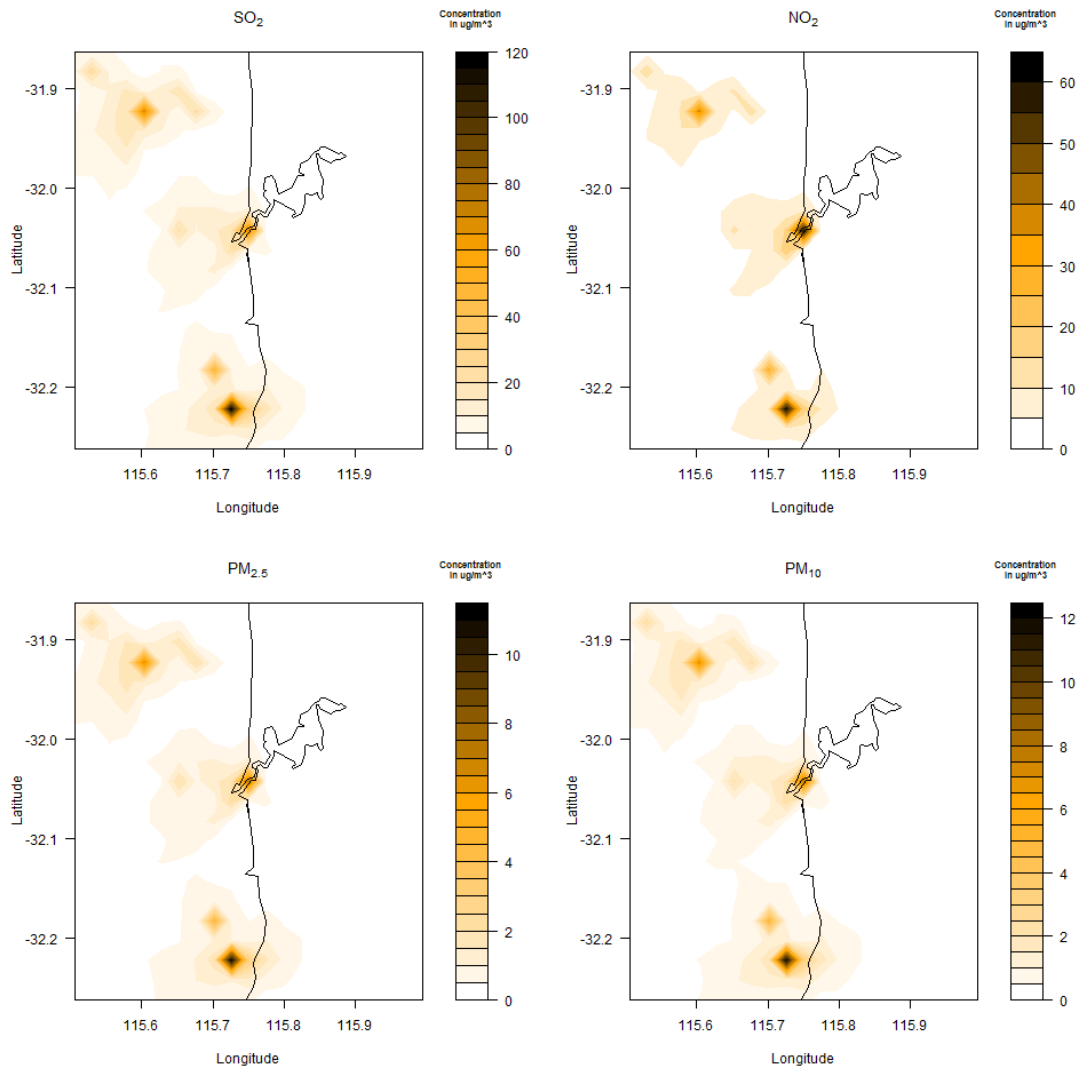 SO2
Concentration
in ug/m^3
-31.9
-32.0
-32.1
-32.2
Latitude
115.6 115.7 115.8 115.9
Longitude
120
100
80
60
40
20
0
NO2
Concentration
in ug/m^3
-31.9
-32.0
-32.1
-32.2
Latitude
115.6 115.7 115.8 115.9
Longitude
60
50
40
30
20
10
0
PM2.5
Concentration
in ug/m^3
-31.9
-32.0
-32.1
-32.2
Latitude
115.6 115.7 115.8 115.9
Longitude
10
8
6
4
2
0
PM10
Concentration
in ug/m^3
-31.9
-32.0
-32.1
-32.2
Latitude
115.6 115.7 115.8 115.9
Longitude
12
10
8
6
4
2
0